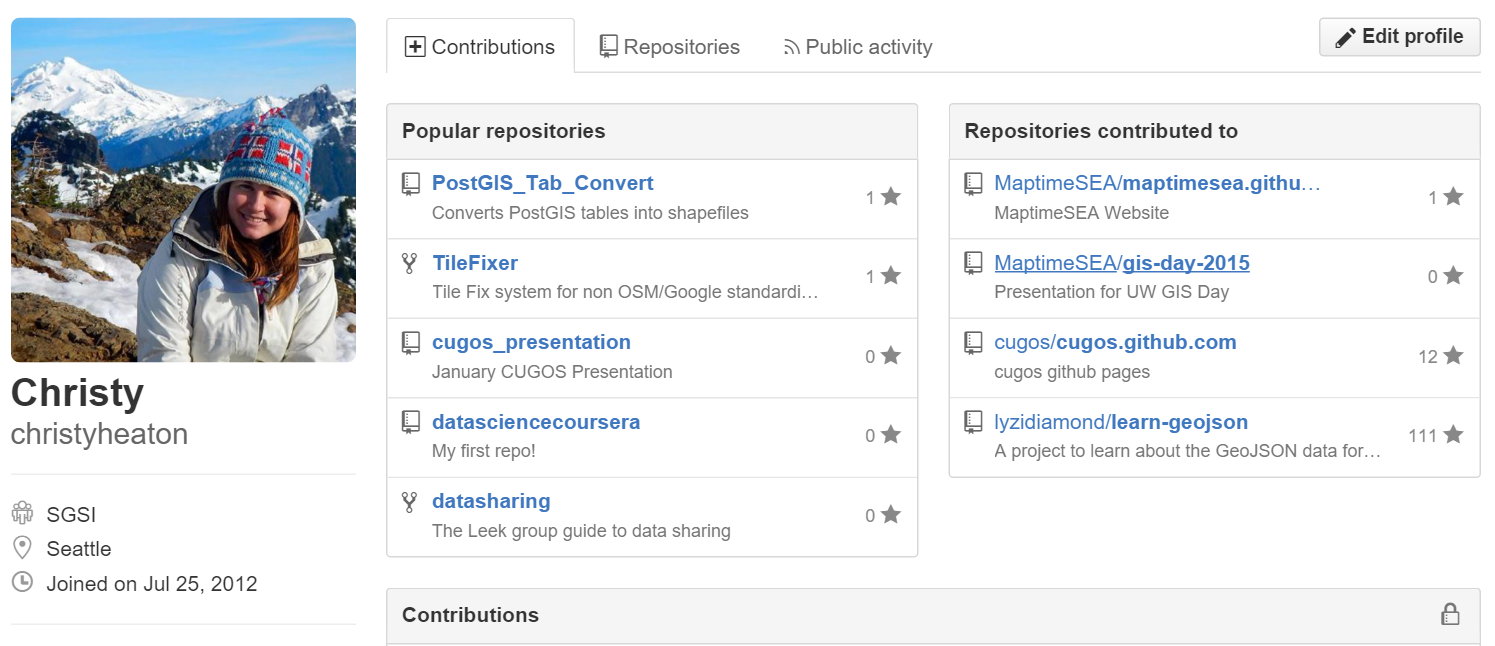 Contributions
Repositories
Public activity
Edit profile
Christy
christyheaton
SGSI
Seattle
Joined on Jul 25, 2012
Popular repositories
PostGIS_Tab_Convert
Converts PostGIS tables into shapefiles
1
TileFixer
Tile Fix system for non OSM/Google standardi…
1
cugos_presentation
January CUGOS Presentation
0
datasciencecoursera
My first repo!
0
datasharing
The Leek group guide to data sharing
0
Repositories contributed to
MaptimeSEA/maptimesea.githu…
MaptimeSEA Website
1
MaptimeSEA/gis-day-2015
Presentation for UW GIS Day
0
cugos/cugos.github.com
cugos github pages
12
lyzidiamond/learn-geojson
A project to learn about the GeoJSON data for…
111
Contributions